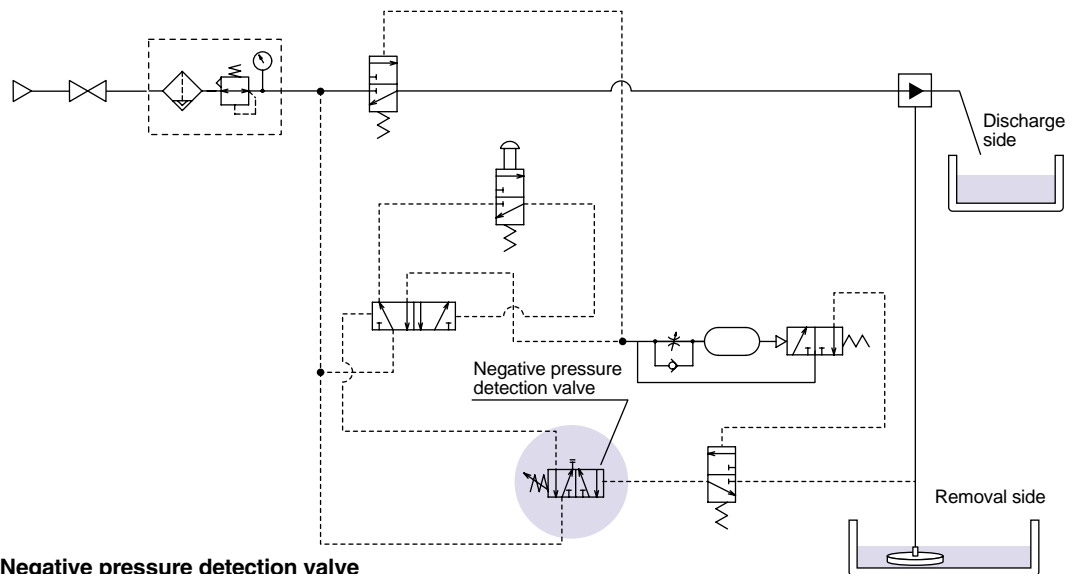 Discharge
side
Negative pressure
detection valve
Removal side
Negative pressure detection valve